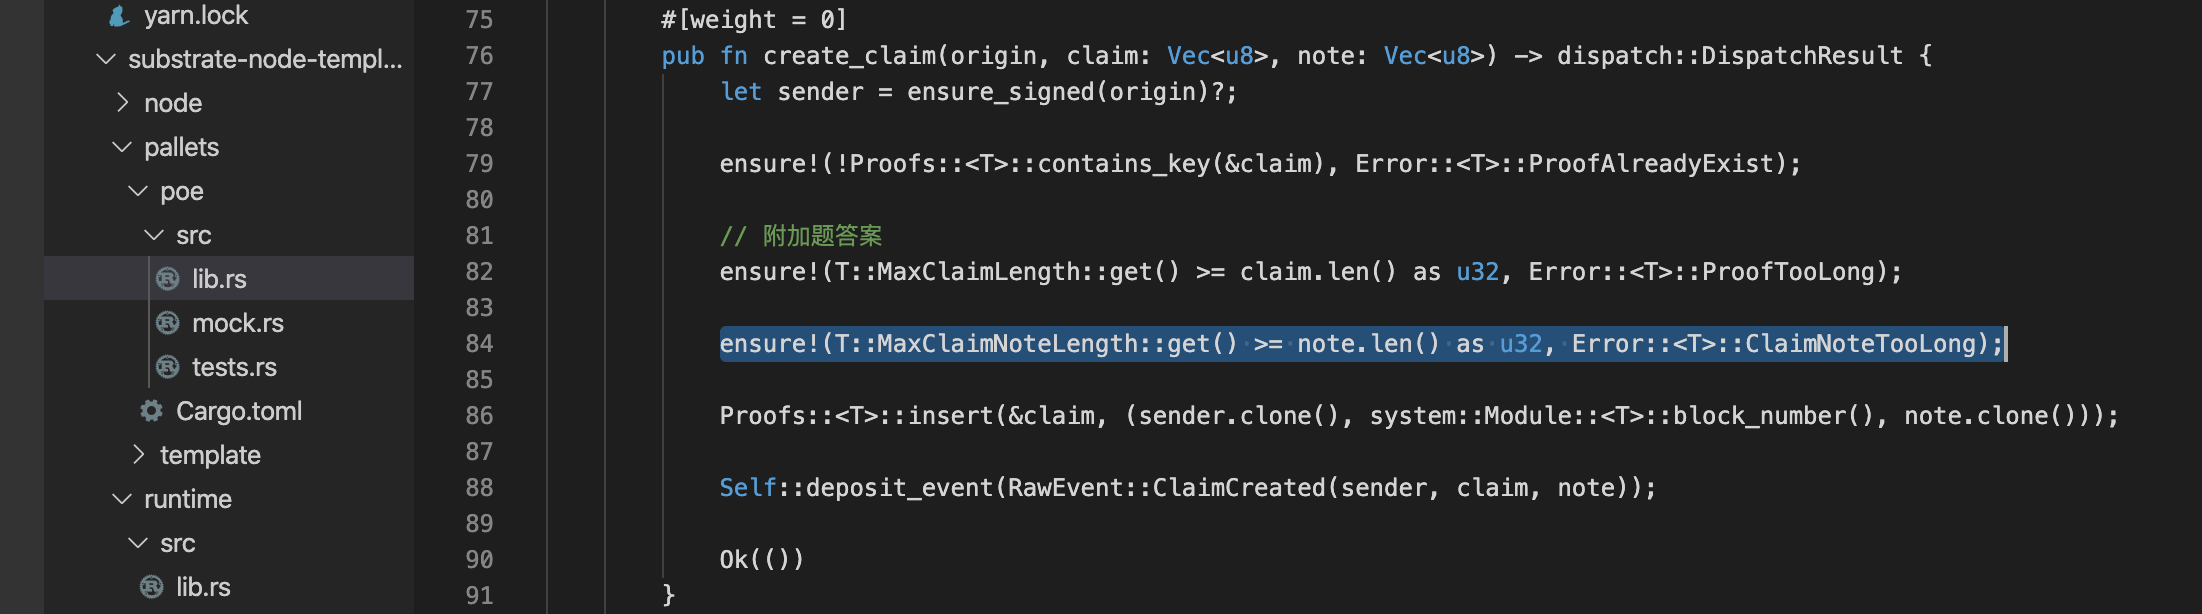 yarn.lock
substrate-node-templ...
node
pallets
poe
src
lib.rs
mock.rs
tests.rs
Cargo.toml
template
runtime
src
lib.rs
75 #[weight = 0]
76 pub fn create_claim(origin, claim: Vec<u8>, note: Vec<u8>) -> dispatch::DispatchResult {
77 let sender = ensure_signed(origin)?;
78
79 ensure!(!Proofs::<T>::contains_key(&claim), Error::<T>::ProofAlreadyExist);
80
81 // 附加题答案
82 ensure!(T::MaxClaimLength::get() >= claim.len() as u32, Error::<T>::ProofTooLong);
83
84 ensure!(T::MaxClaimNoteLength::get() >= note.len() as u32, Error::<T>::ClaimNoteTooLong);
85
86 Proofs::<T>::insert(&claim, (sender.clone(), system::Module::<T>::block_number(), note.clone()));
87
88 Self::deposit_event(RawEvent::ClaimCreated(sender, claim, note));
89
90 Ok(())
91 }